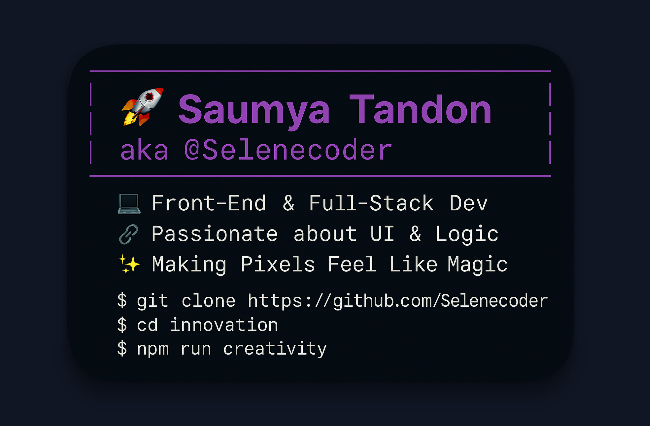 🚀 Saumya Tandon
aka @Selenecoder
💻 Front-End & Full-Stack Dev
🔗 Passionate about UI & Logic
✨ Making Pixels Feel Like Magic
$ git clone https://github.com/Selenecoder
$ cd innovation
$ npm run creativity